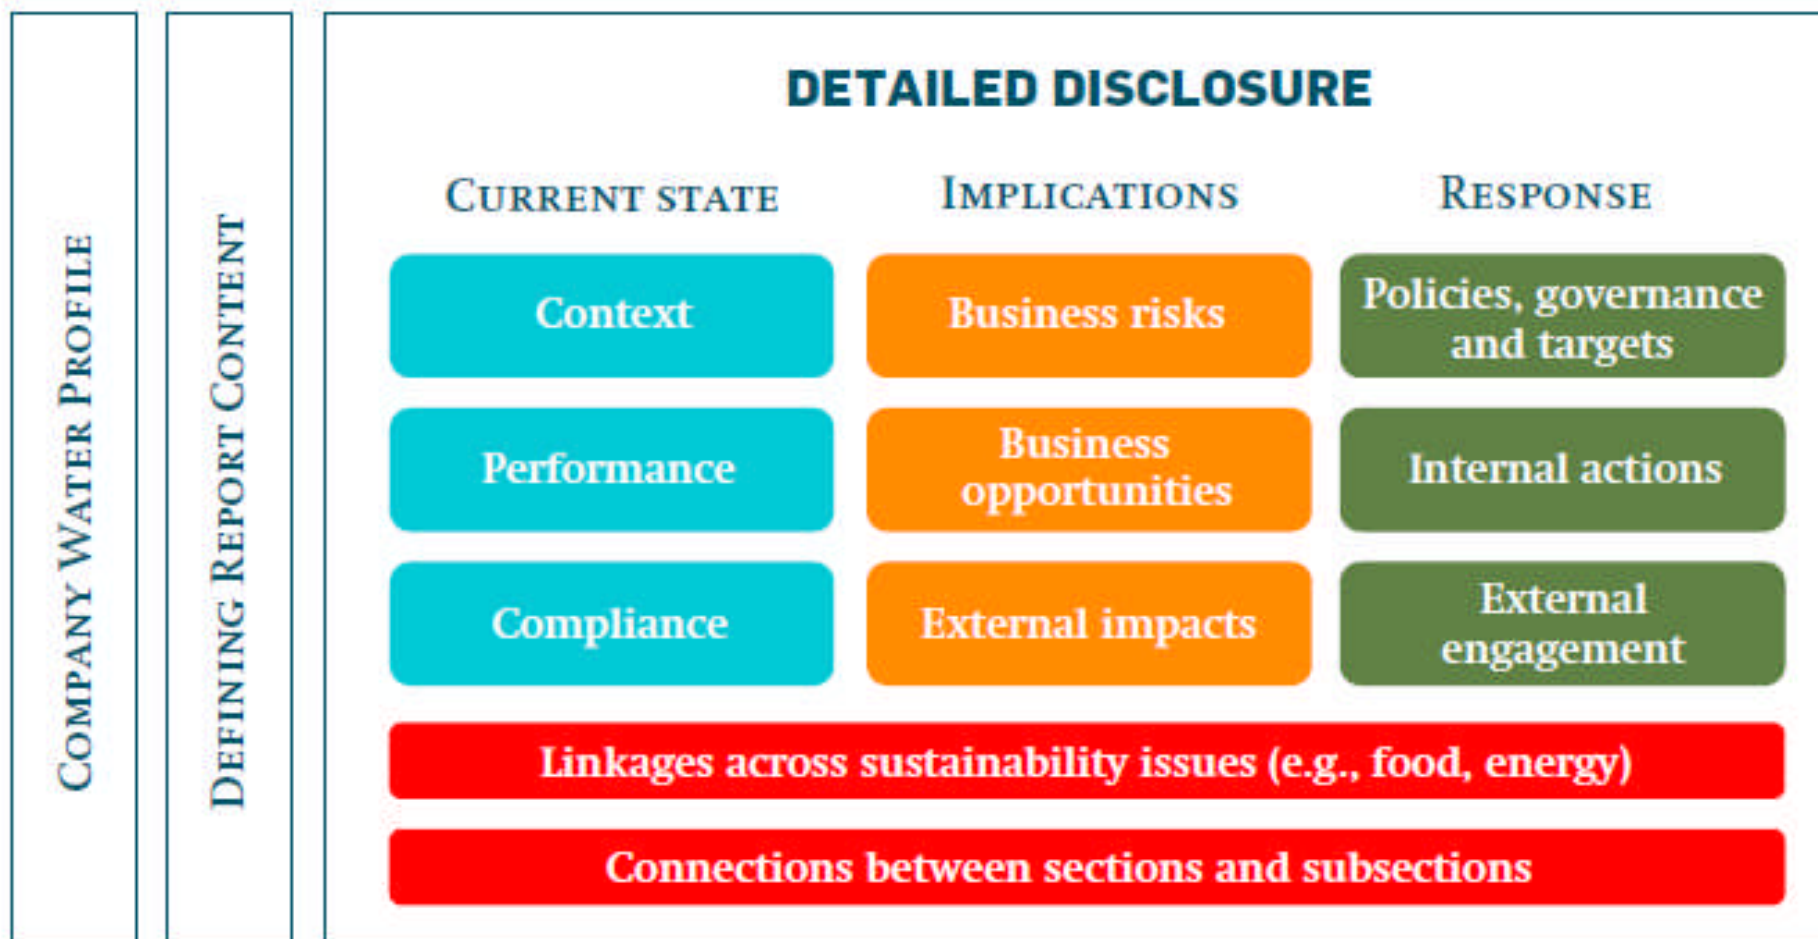 COMPANY WATER PROFILE
DEFINING REPORT CONTENT
DETAILED DISCLOSURE
CURRENT STATE
IMPLICATIONS
RESPONSE
Context
Business risks
Policies, governance
and targets
Performance
Business
opportunities
Internal actions
Compliance
External impacts
External
engagement
Linkages across sustainability issues (e.g., food, energy)
Connections between sections and subsections